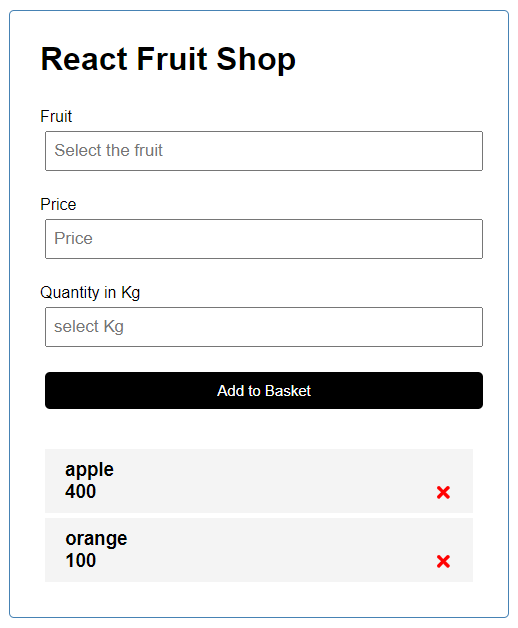 React Fruit Shop
Fruit
Select the fruit
Price
Price
Quantity in Kg
select Kg
Add to Basket
apple
400
orange
100